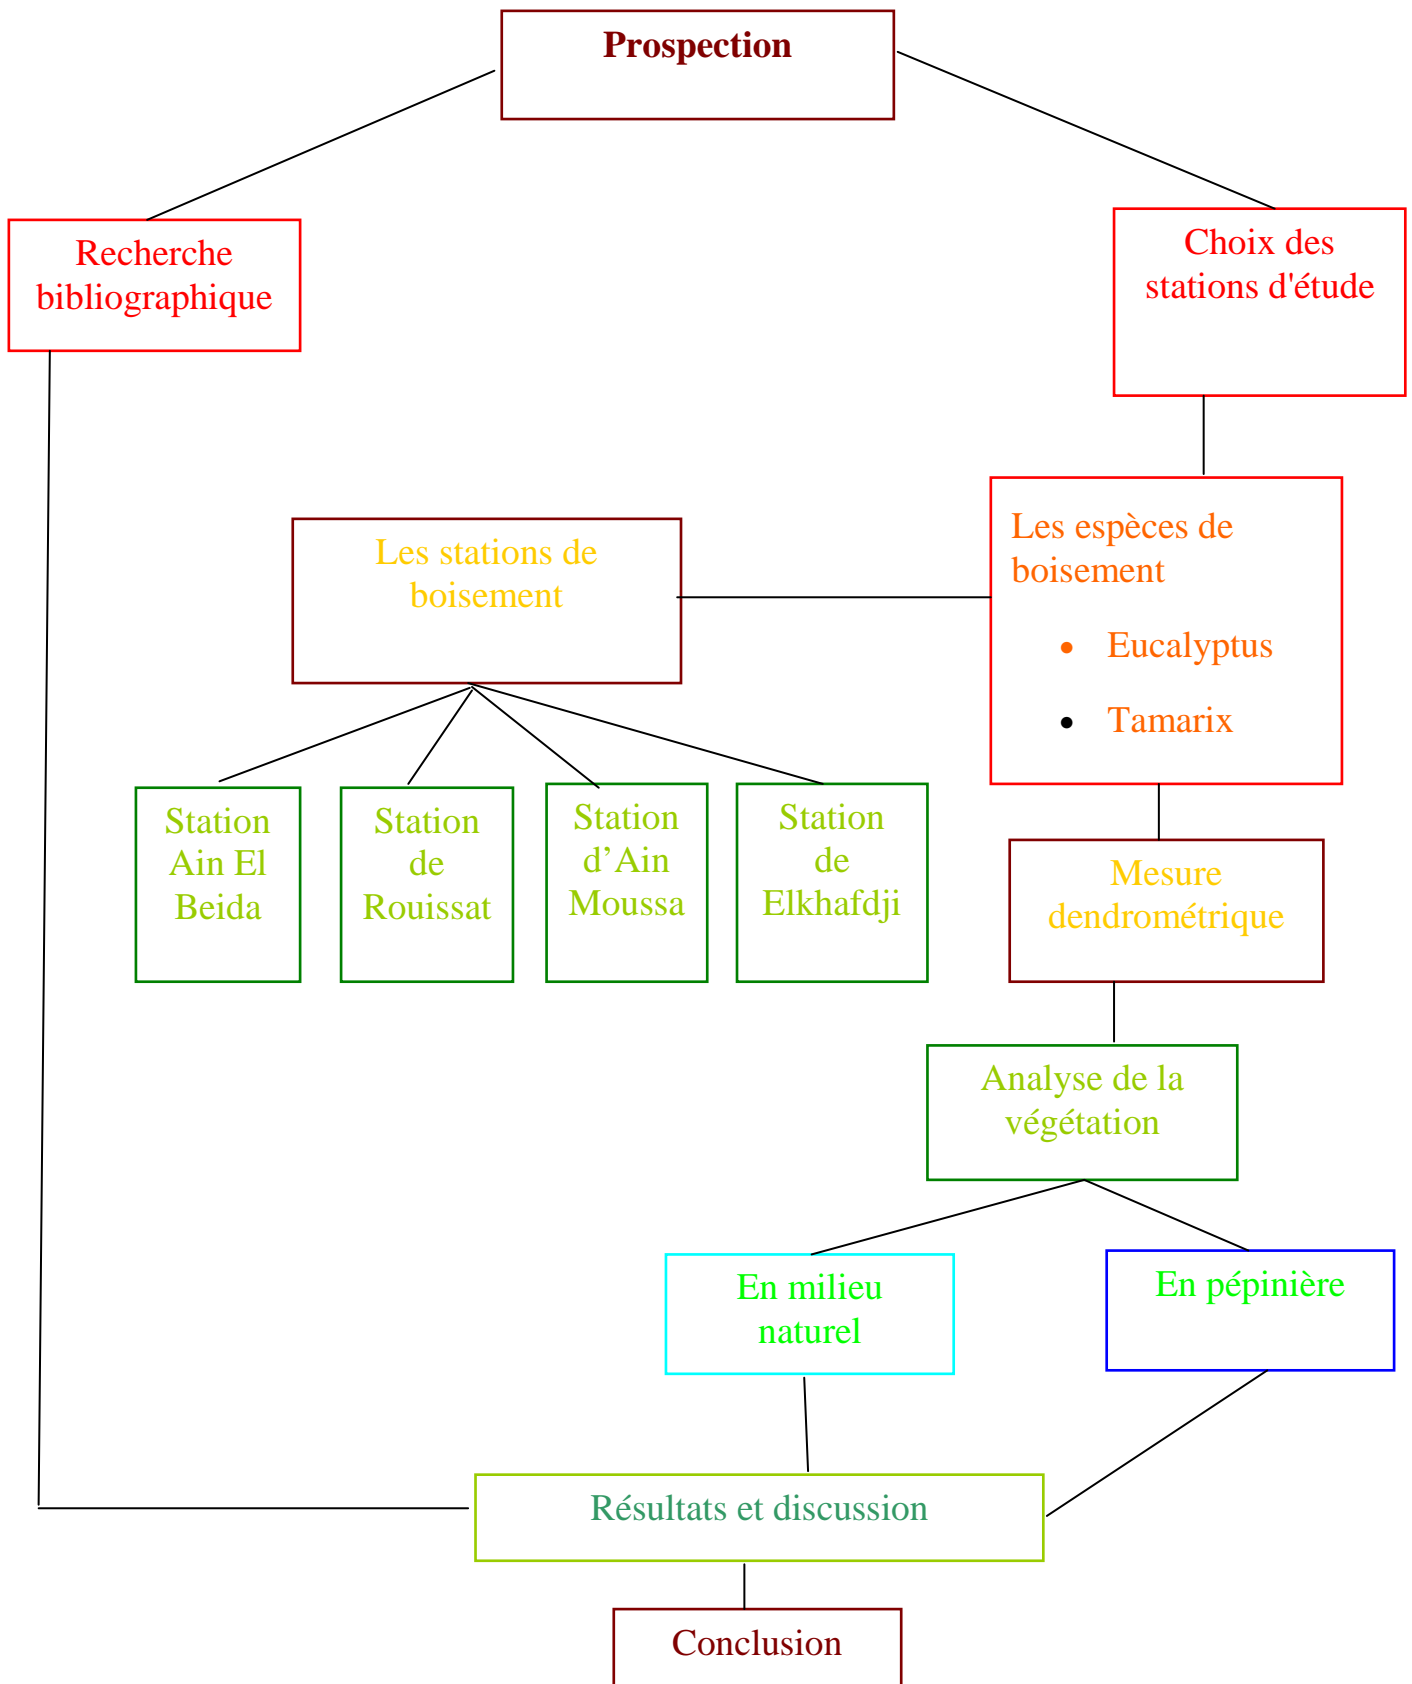 Prospection
Recherche
bibliographique
Choix des
stations d'étude
Les stations de
boisement
Les espèces de
boisement
• Eucalyptus
• Tamarix
Station
Ain El
Beida
Station
de
Rouissat
Station
d’Ain
Moussa
Station
de
Elkhafdji
Mesure
dendrométrique
Analyse de la
végétation
En milieu
naturel
En pépinière
Résultats et discussion
Conclusion